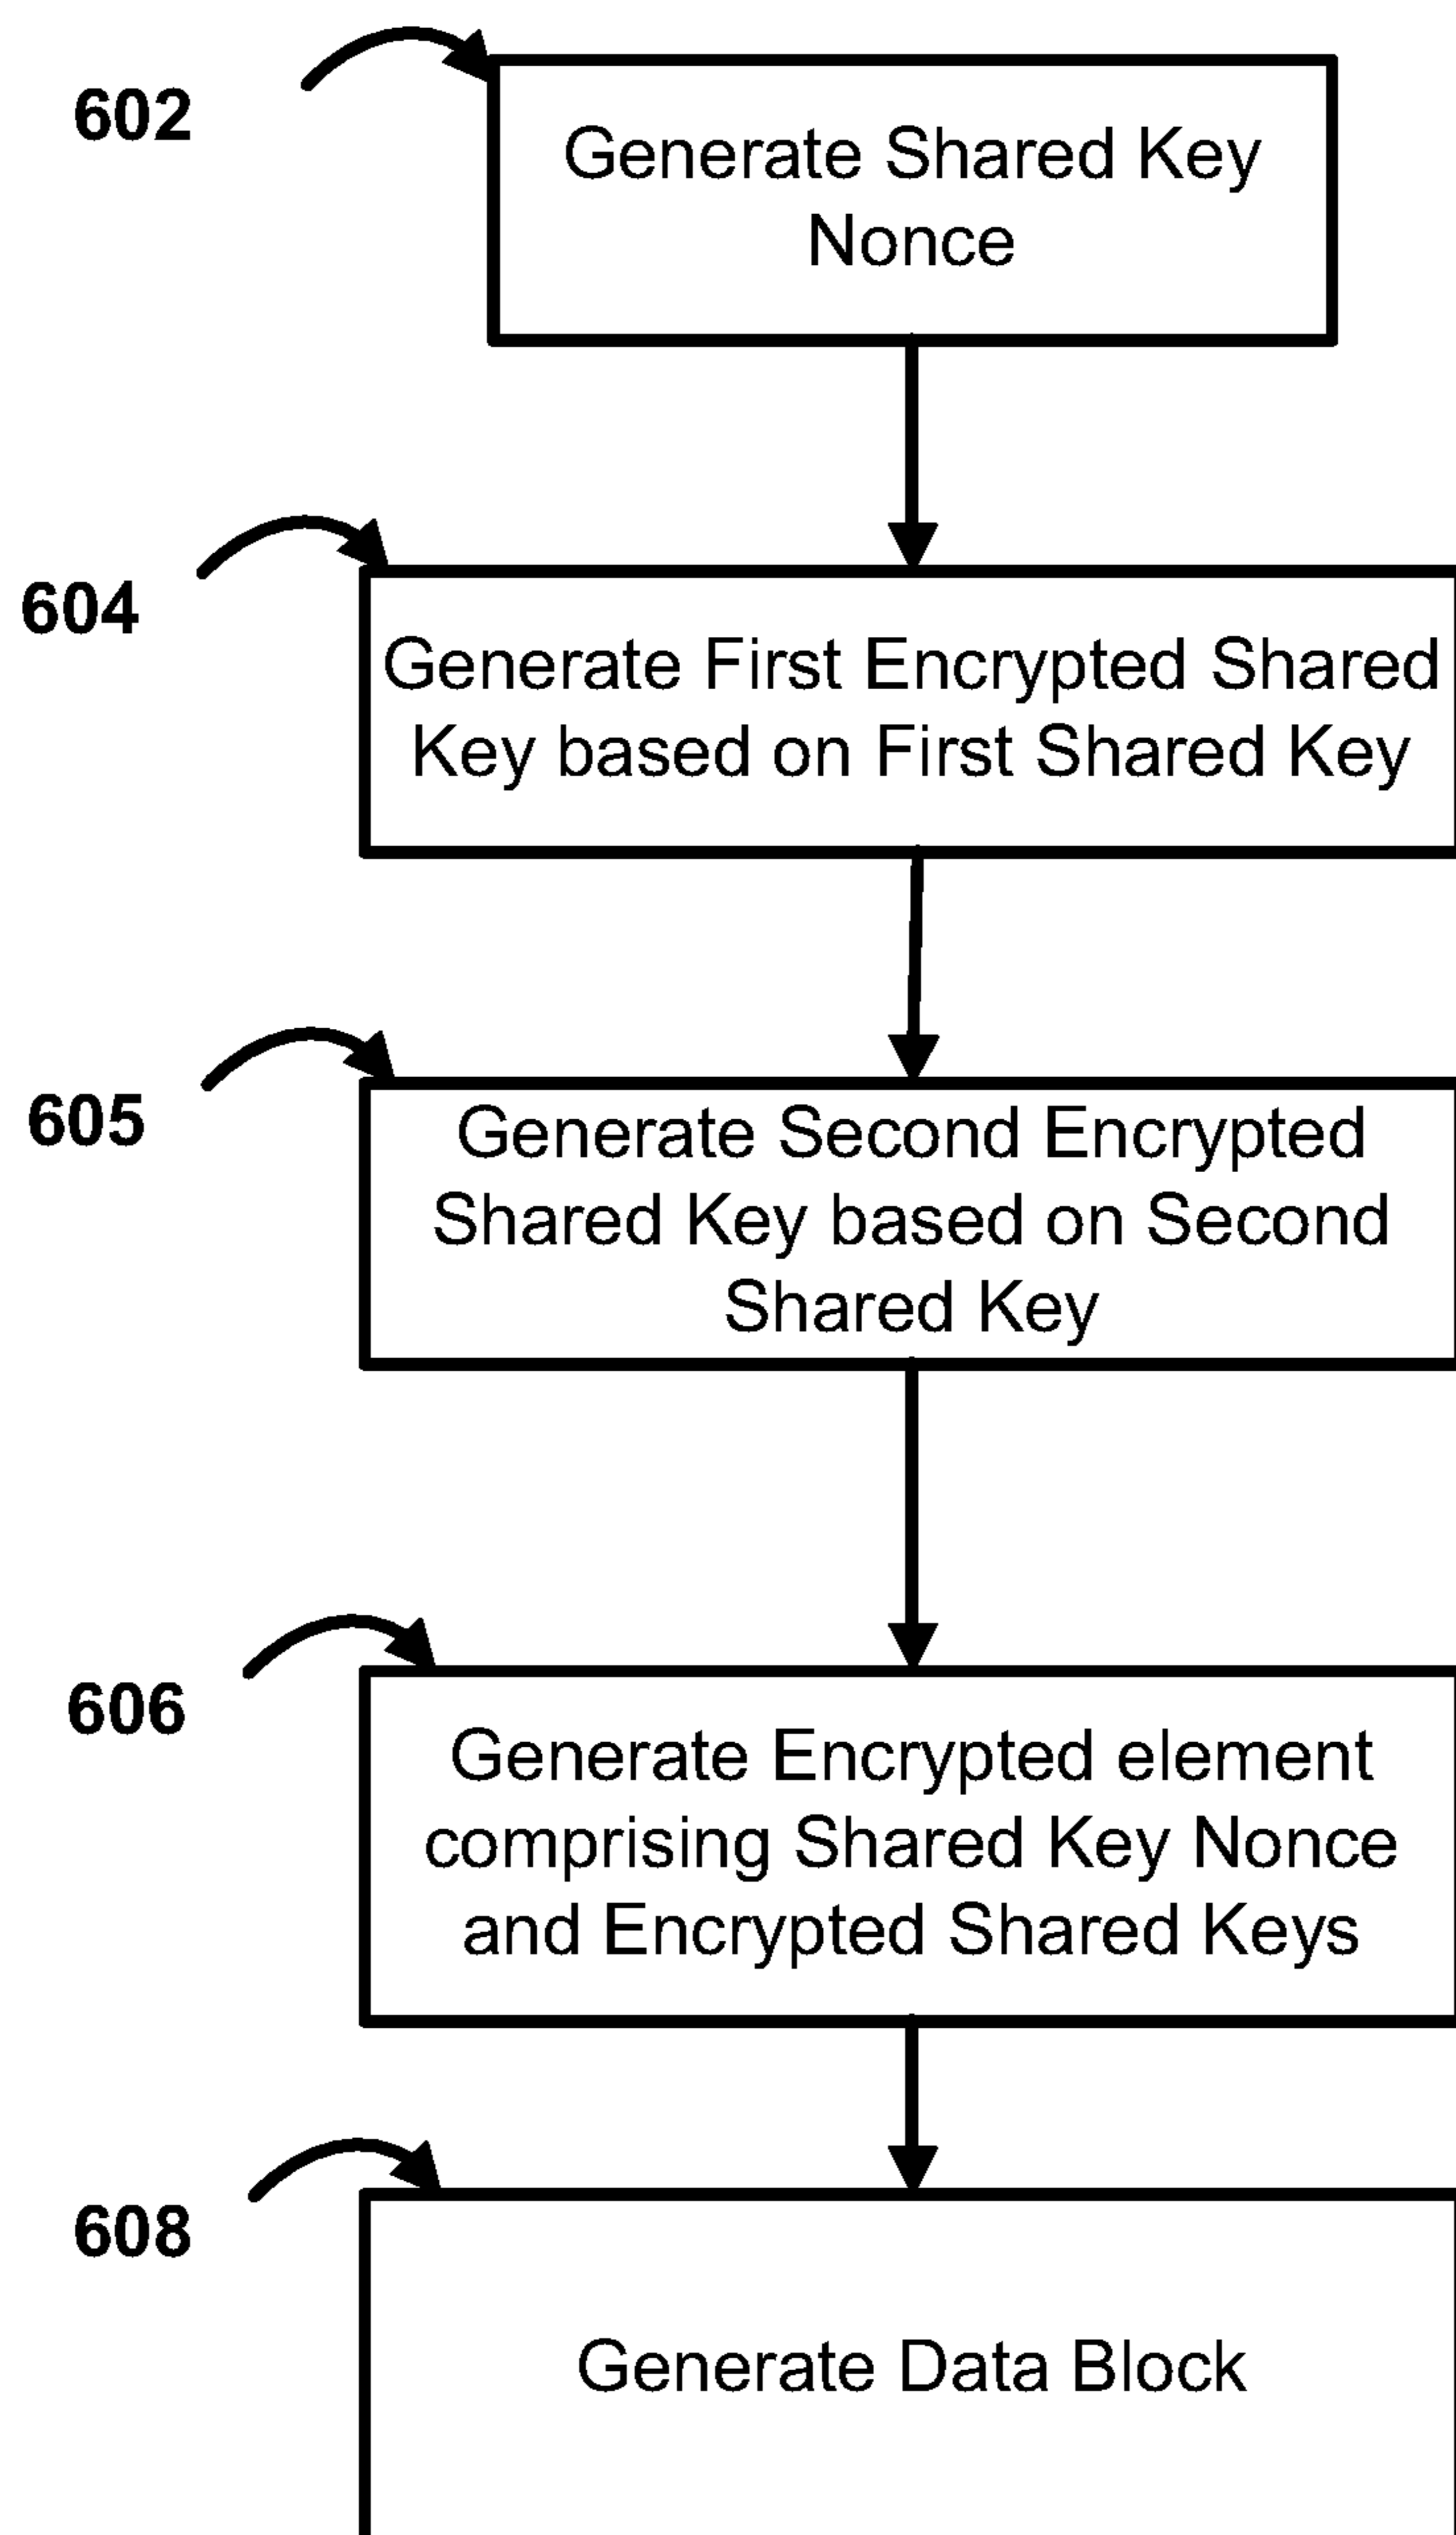 602
Generate Shared Key
Nonce
604
Generate First Encrypted Shared
Key based on First Shared Key
605
Generate Second Encrypted
Shared Key based on Second
Shared Key
606
Generate Encrypted element
comprising Shared Key Nonce
and Encrypted Shared Keys
608
Generate Data Block